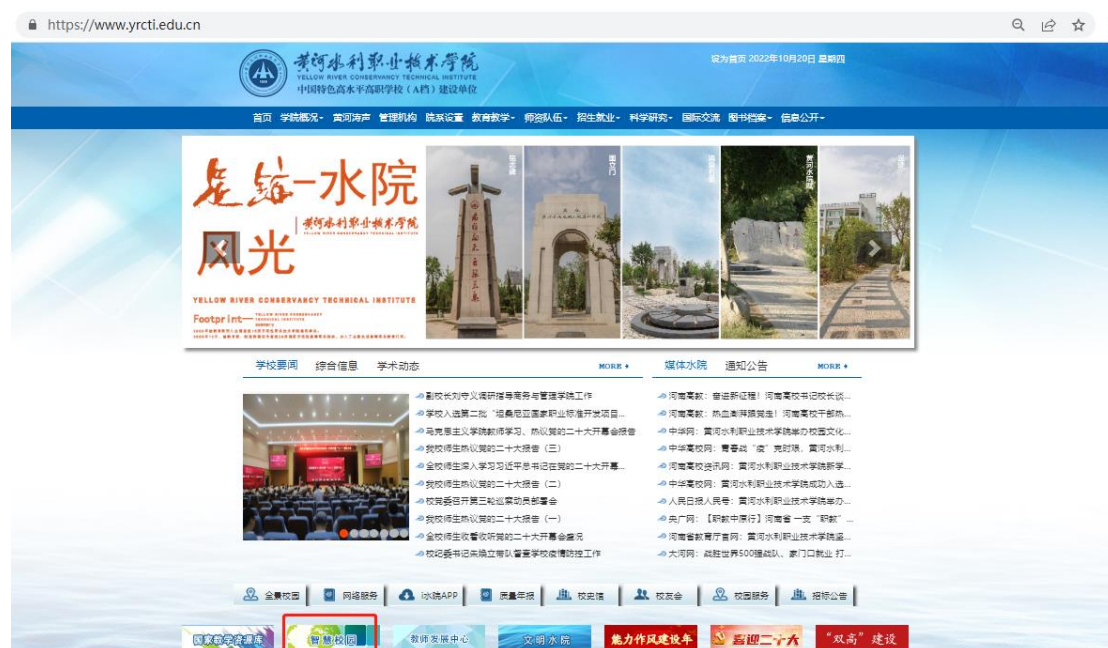 https://www.yrcti.edu.cn
黄河水利职业技术学院
YELLOW RIVER CONSERVANCY TECHNICAL INSTITUTE
中国特色高水平高职学校（A档）建设单位
设为首页 2022年10月20日 星期四
首页 学院概况 黄河涛声 管理机构 院系设置 教育教学 师资队伍 招生就业 科学研究 国际交流 图书档案 信息公开
足迹-水院
黄河水利职业技术学院
风光
YELLOW RIVER CONSERVANCY TECHNICAL INSTITUTE
Footprint
学校要闻 综合信息 学术动态 MORE
媒体水院 通知公告 MORE
副校长刘守义调研指导商务与管理学院工作
学校入选第二批“坦桑尼亚国家职业标准开发项目...
马克思主义学院教师学习、热议党的二十大开幕会报告
我校师生热议党的二十大报告（三）
全校师生深入学习习近平总书记在党的二十大开幕...
我校师生热议党的二十大报告（二）
校党委召开第三轮巡察动员部署会
我校师生热议党的二十大报告（一）
全校师生收看收听党的二十大开幕会盛况
校纪委书记朱焕立带队督查学校疫情防控工作
河南高教：奋进新征程！河南高校书记校长谈...
河南高教：热血澎湃跟党走！河南高校干部热...
中华网：黄河水利职业技术学院举办校园文化...
中华高校网：青春战“疫”克时艰，黄河水利...
河南高校资讯网：黄河水利职业技术学院新学...
中华高校网：黄河水利职业技术学院成功入选...
人民日报人民号：黄河水利职业技术学院举办...
央广网：【职教中原行】河南省一支“职教”...
河南省教育厅官网：黄河水利职业技术学院盛...
大河网：战胜世界500强战队、家门口就业 打...
全景校园 网络服务 i水院APP 质量年报 校史馆 校友会 校园服务 招标公告
国家教学资源库 智慧校园 教师发展中心 文明水院 能力作风建设年 喜迎二十大 “双高”建设